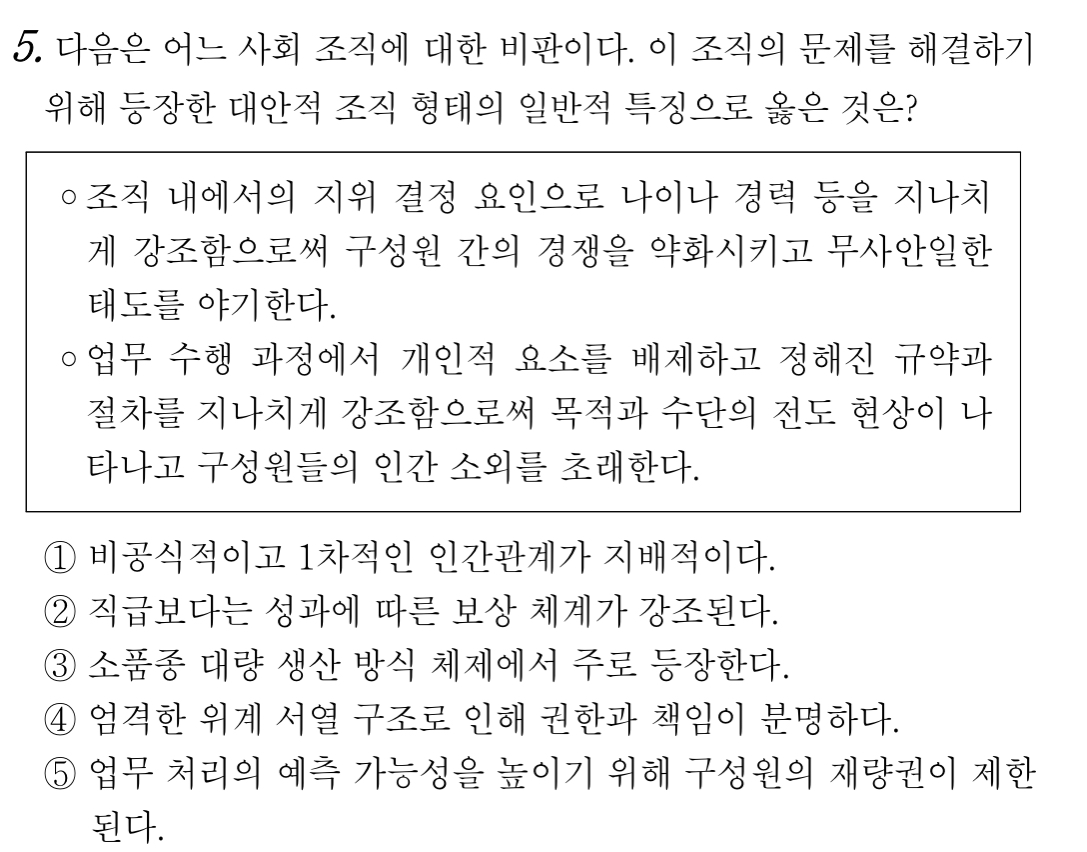 5. 다음은 어느 사회 조직에 대한 비판이다. 이 조직의 문제를 해결하기
위해 등장한 대안적 조직 형태의 일반적 특징으로 옳은 것은?
○ 조직 내에서의 지위 결정 요인으로 나이나 경력 등을 지나치
게 강조함으로써 구성원 간의 경쟁을 약화시키고 무사안일한
태도를 야기한다.
○ 업무 수행 과정에서 개인적 요소를 배제하고 정해진 규약과
절차를 지나치게 강조함으로써 목적과 수단의 전도 현상이 나
타나고 구성원들의 인간 소외를 초래한다.
① 비공식적이고 1차적인 인간관계가 지배적이다.
② 직급보다는 성과에 따른 보상 체계가 강조된다.
③ 소품종 대량 생산 방식 체제에서 주로 등장한다.
④ 엄격한 위계 서열 구조로 인해 권한과 책임이 분명하다.
⑤ 업무 처리의 예측 가능성을 높이기 위해 구성원의 재량권이 제한
된다.